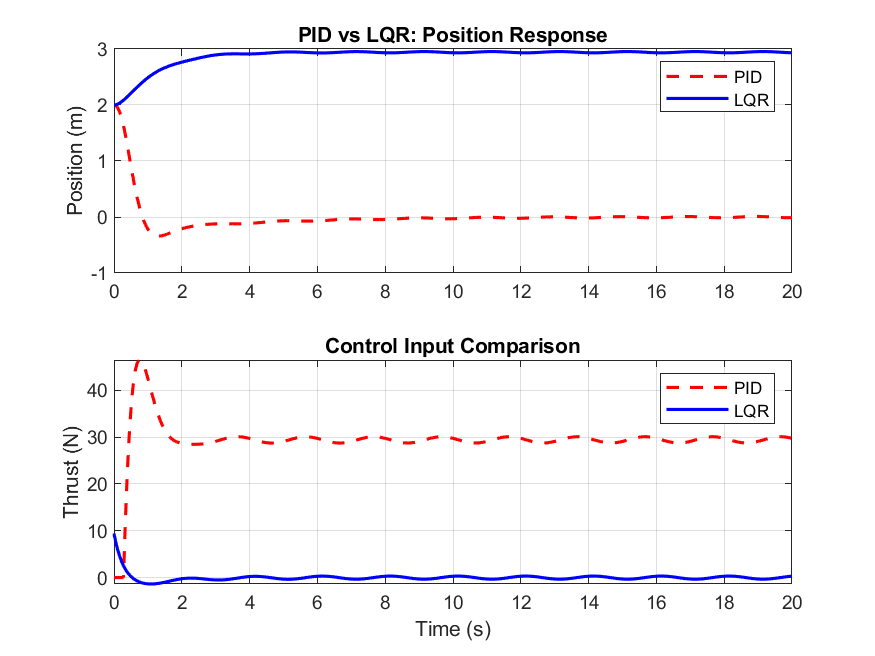 PID vs LQR: Position Response
Position (m)
3
2
1
0
-1
PID
LQR
0 2 4 6 8 10 12 14 16 18 20
Control Input Comparison
Thrust (N)
40
30
20
10
0
PID
LQR
0 2 4 6 8 10 12 14 16 18 20
Time (s)